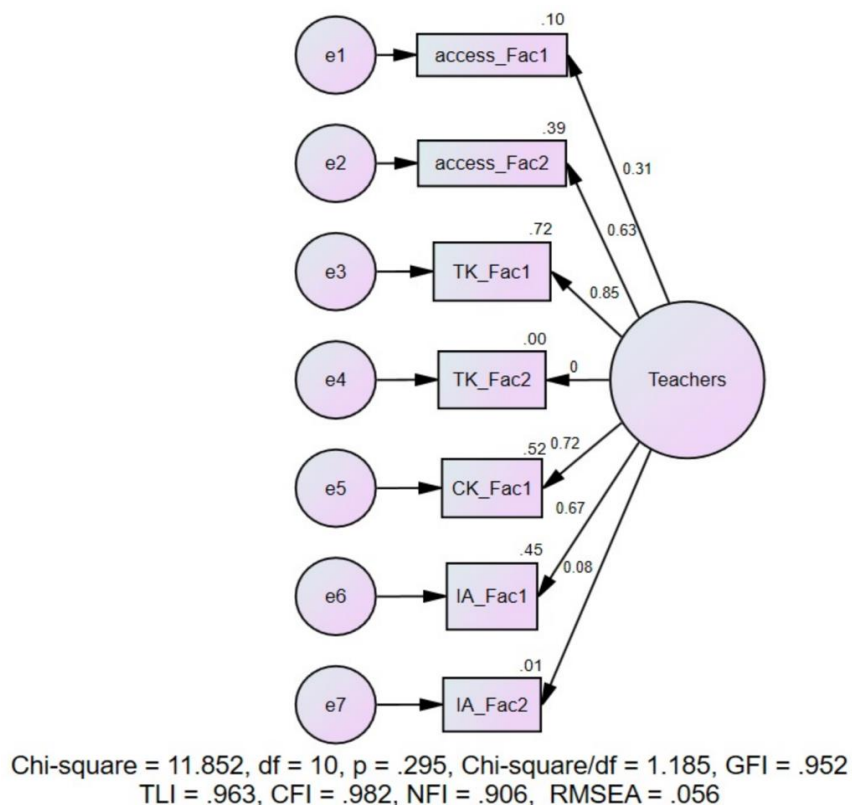 .10
e1 access_Fac1
0.31
.39
e2 access_Fac2
0.63
.72
e3 TK_Fac1
0.85
.00
e4 TK_Fac2 0 Teachers
.52 0.72
e5 CK_Fac1
0.67
.45
e6 IA_Fac1 0.08
.01
e7 IA_Fac2
Chi-square = 11.852, df = 10, p = .295, Chi-square/df = 1.185, GFI = .952
TLI = .963, CFI = .982, NFI = .906, RMSEA = .056